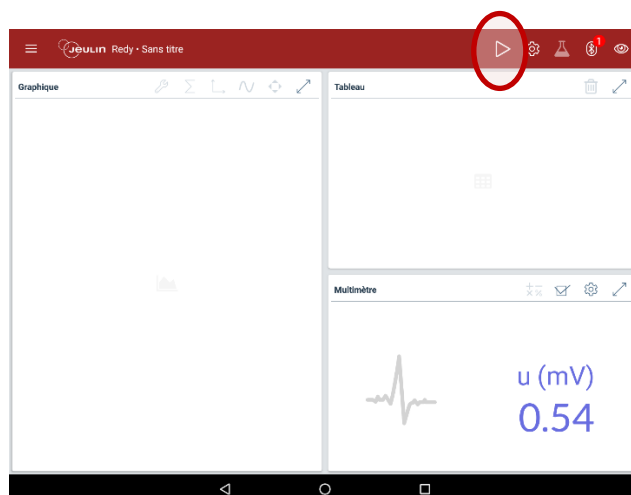 Jeulin Redy • Sans titre
1
Graphique
Tableau
Multimètre
u (mV)
0.54